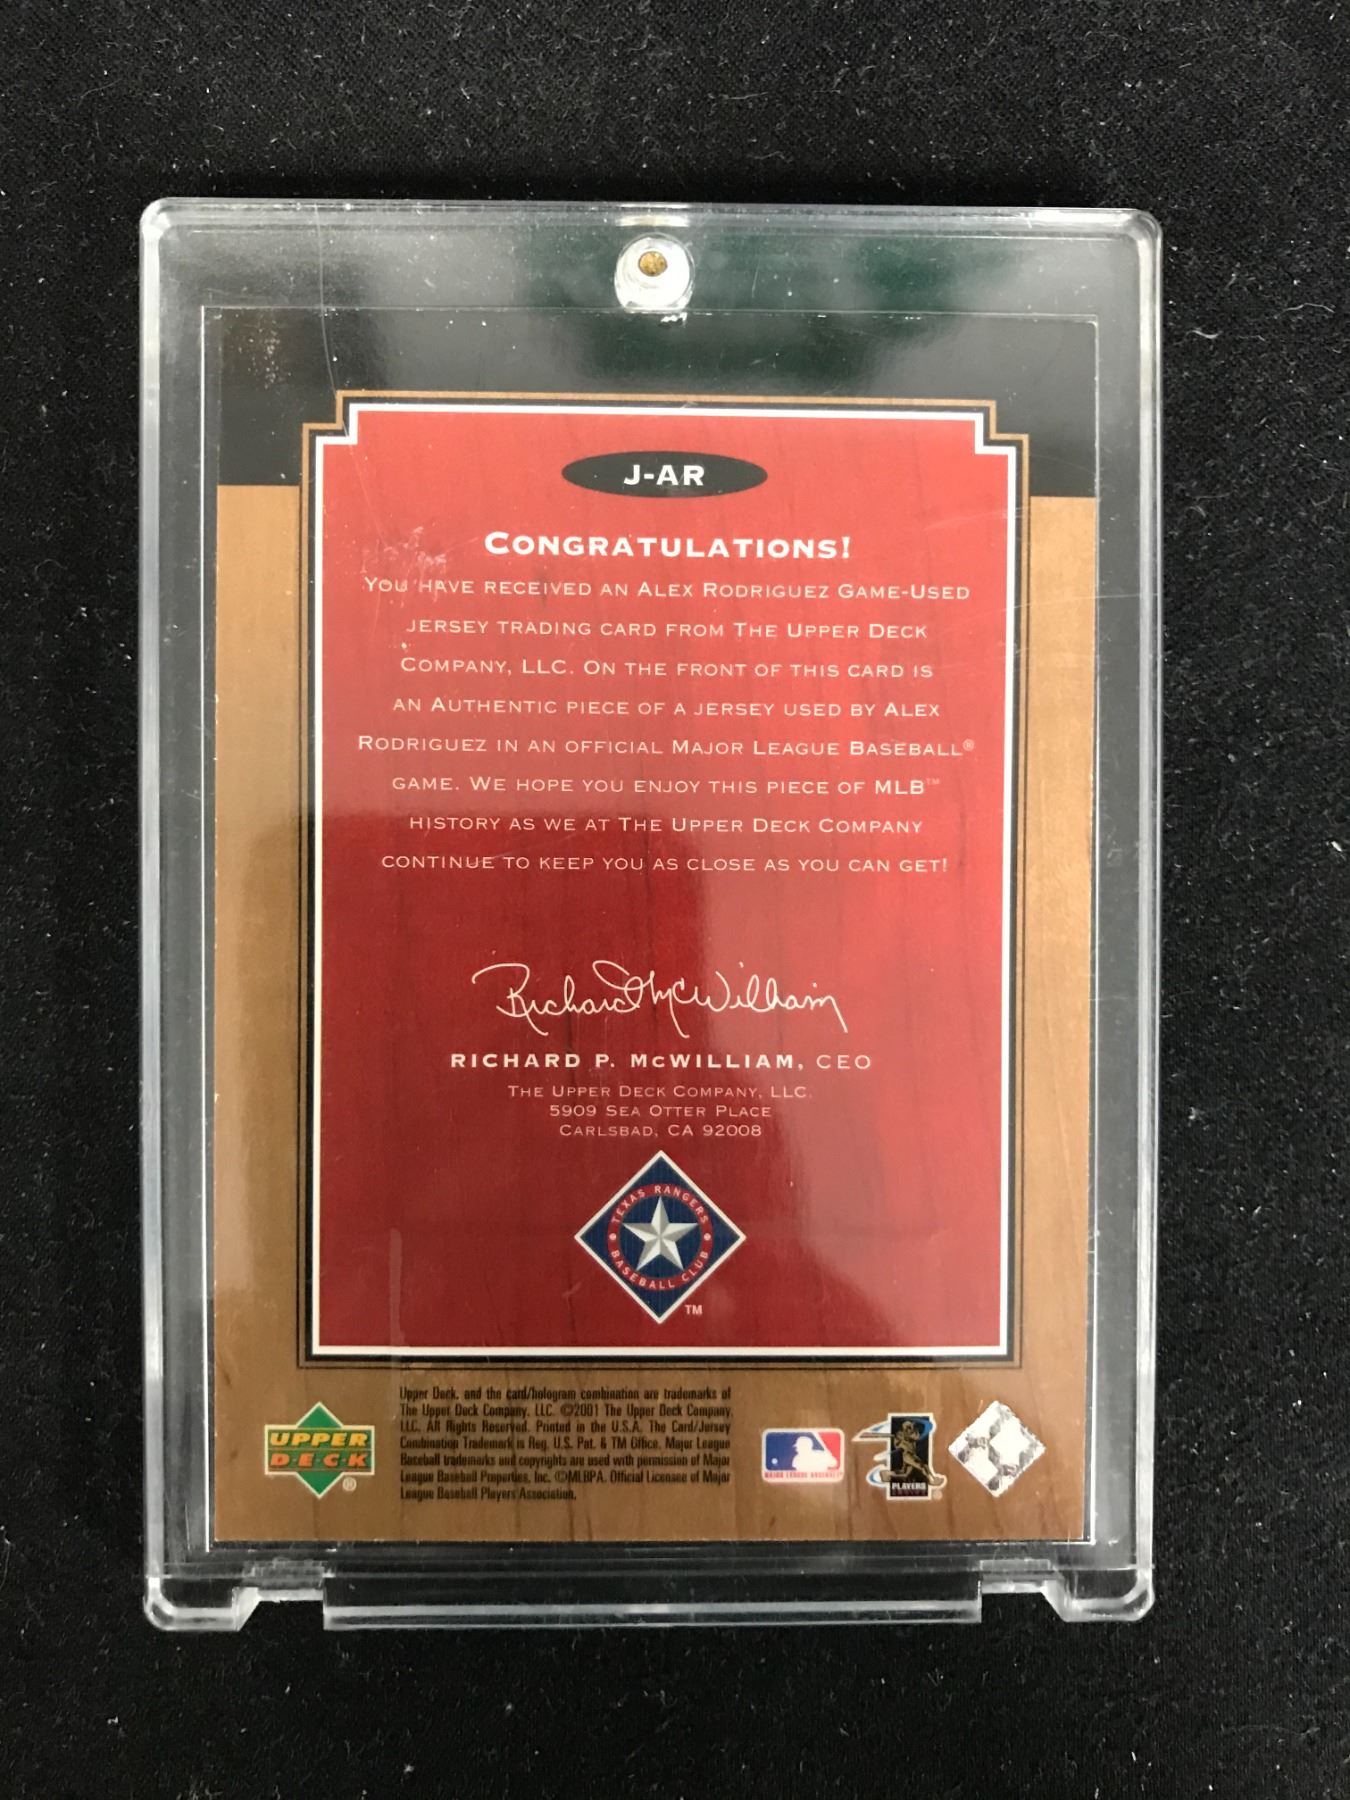 J-AR
CONGRATULATIONS!
YOU HAVE RECEIVED AN ALEX RODRIGUEZ GAME-USED
JERSEY TRADING CARD FROM THE UPPER DECK
COMPANY, LLC. ON THE FRONT OF THIS CARD IS
AN AUTHENTIC PIECE OF A JERSEY USED BY ALEX
RODRIGUEZ IN AN OFFICIAL MAJOR LEAGUE BASEBALL®
GAME. WE HOPE YOU ENJOY THIS PIECE OF MLB™
HISTORY AS WE AT THE UPPER DECK COMPANY
CONTINUE TO KEEP YOU AS CLOSE AS YOU CAN GET!
Richard McWilliam
RICHARD P. McWILLIAM, CEO
THE UPPER DECK COMPANY, LLC.
5909 SEA OTTER PLACE
CARLSBAD, CA 92008
TEXAS RANGERS
BASEBALL CLUB
TM
Upper Deck, and the card/hologram combination are trademarks of
The Upper Deck Company, LLC. ©2001 The Upper Deck Company,
LLC. All Rights Reserved. Printed in the U.S.A. The Card/Jersey
Combination Trademark is Reg. U.S. Pat. & TM Office. Major League
Baseball trademarks and copyrights are used with permission of Major
League Baseball Properties, Inc. ©MLBPA. Official Licensee of Major
League Baseball Players Association.
UPPER
DECK
®
MAJOR LEAGUE BASEBALL
PLAYERS
CHOICE